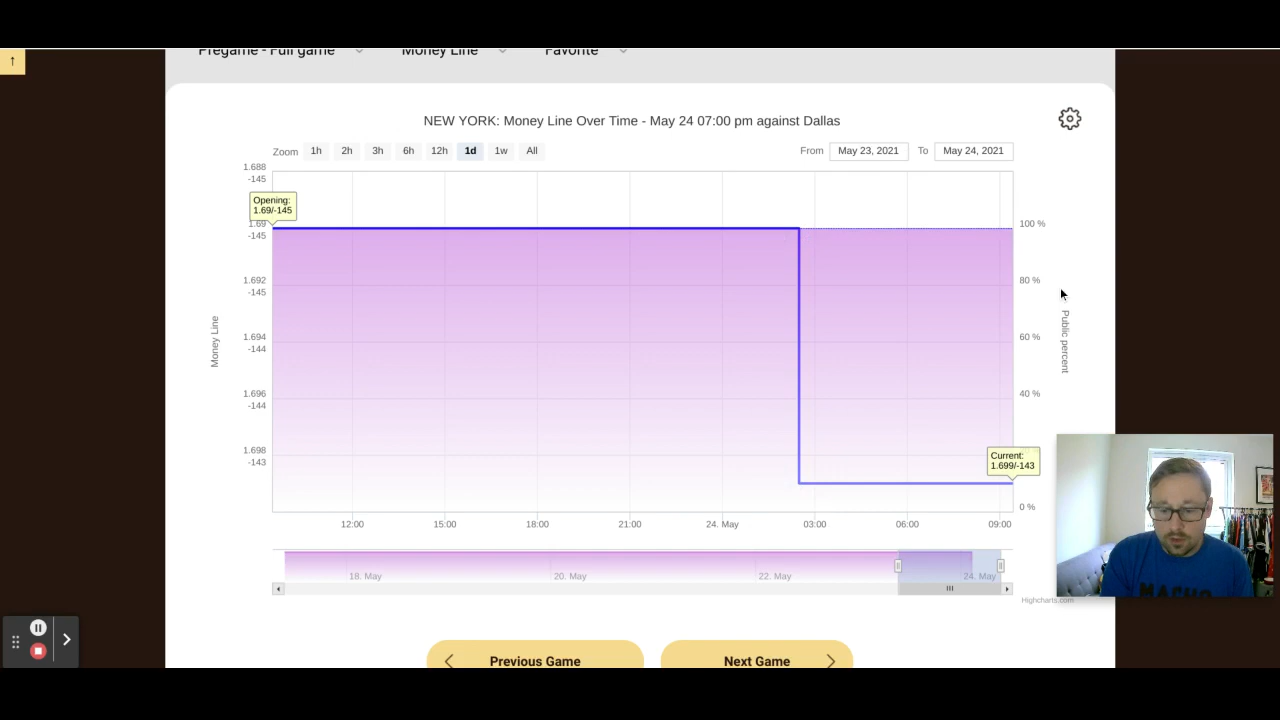 Pregame - Full game
Money Line
Favorite
↑
NEW YORK: Money Line Over Time - May 24 07:00 pm against Dallas
Zoom 1h 2h 3h 6h 12h 1d 1w All
From May 23, 2021 To May 24, 2021
1.688
-145
Opening:
1.69/-145
1.69
-145
1.692
-145
1.694
-144
1.696
-144
1.698
-143
Money Line
100 %
80 %
60 %
40 %
0 %
Public percent
Current:
1.699/-143
12:00 15:00 18:00 21:00 24. May 03:00 06:00 09:00
18. May 20. May 22. May 24. May
Highcharts.com
Previous Game
Next Game